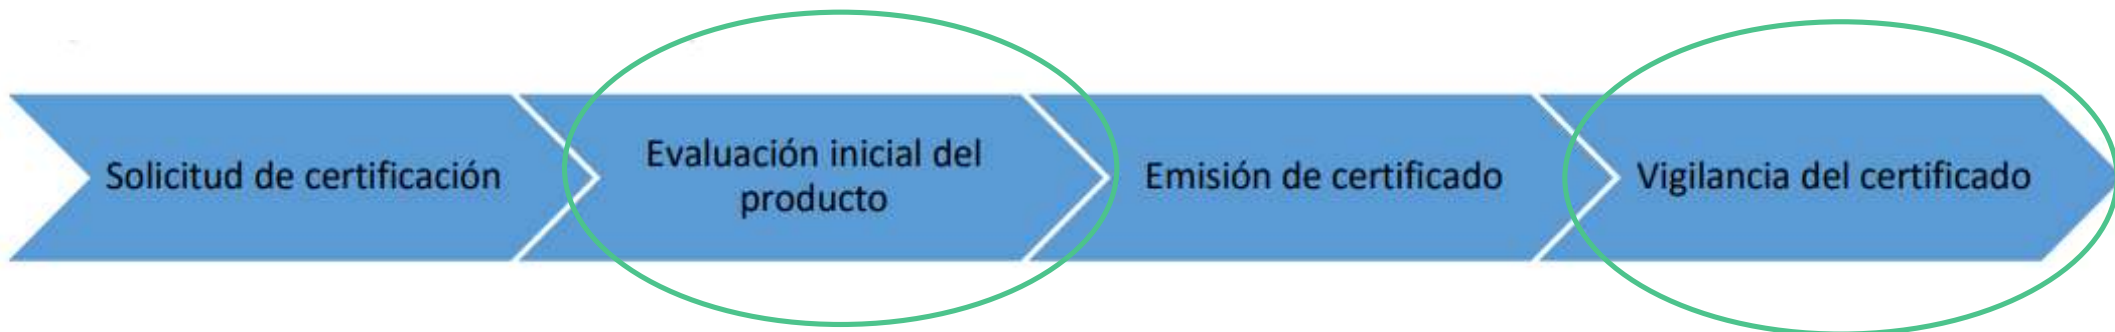 Solicitud de certificación
Evaluación inicial del
producto
Emisión de certificado
Vigilancia del certificado